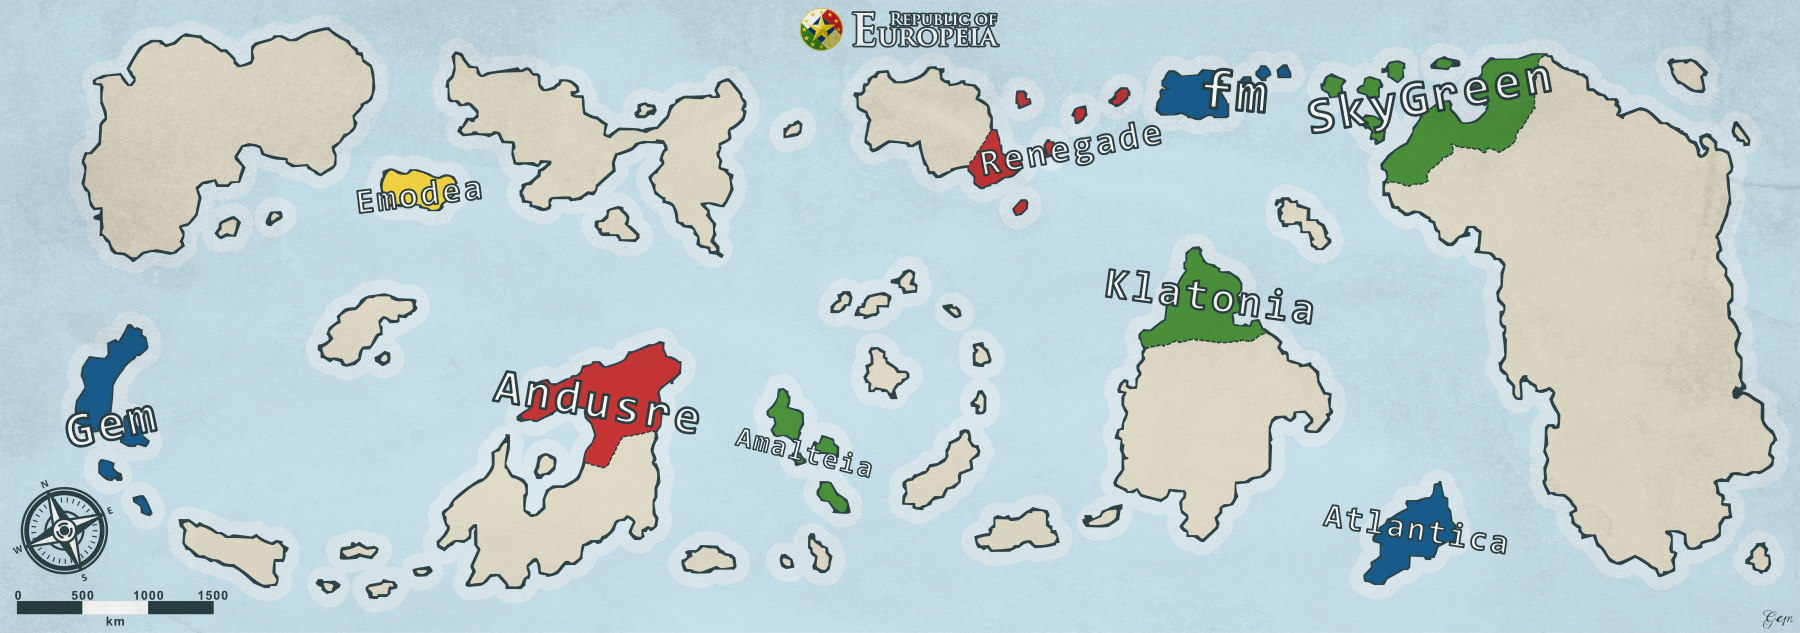 REPUBLIC OF
EUROPEIA
fm
SkyGreen
Renegade
Emodea
Klatonia
Andusre
Gem
Amalteia
Atlantica
N
E
W
S
0 500 1000 1500
km
Gem